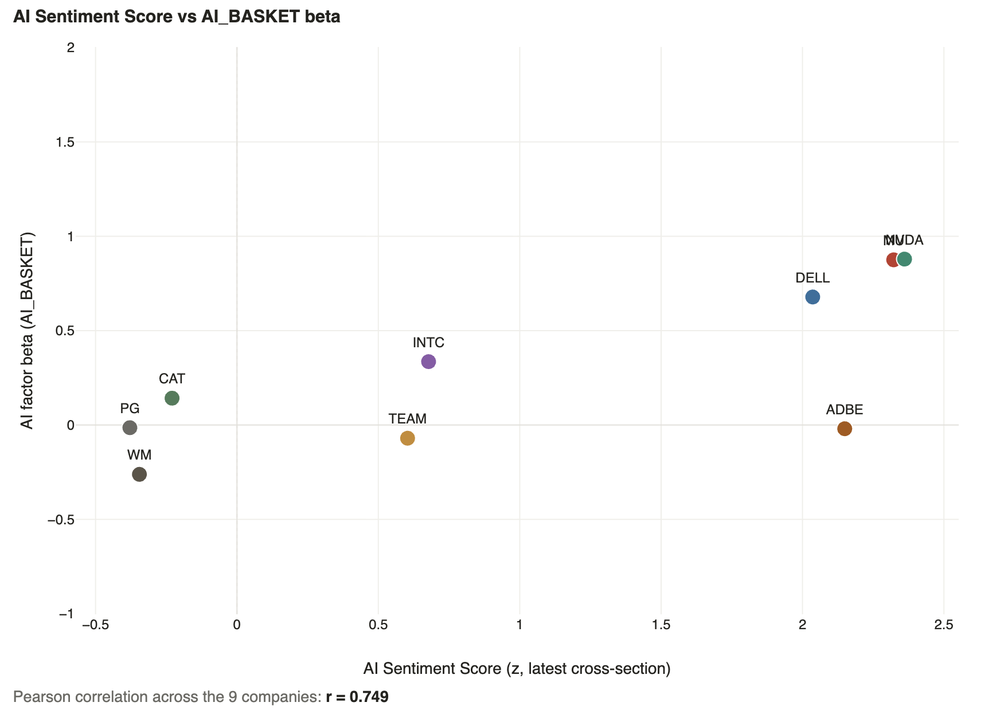 AI Sentiment Score vs AI_BASKET beta
2
1.5
1
0.5
0
−0.5
−1
AI factor beta (AI_BASKET)
MU
NVDA
DELL
INTC
CAT
PG
TEAM
ADBE
WM
−0.5
0
0.5
1
1.5
2
2.5
AI Sentiment Score (z, latest cross-section)
Pearson correlation across the 9 companies: r = 0.749